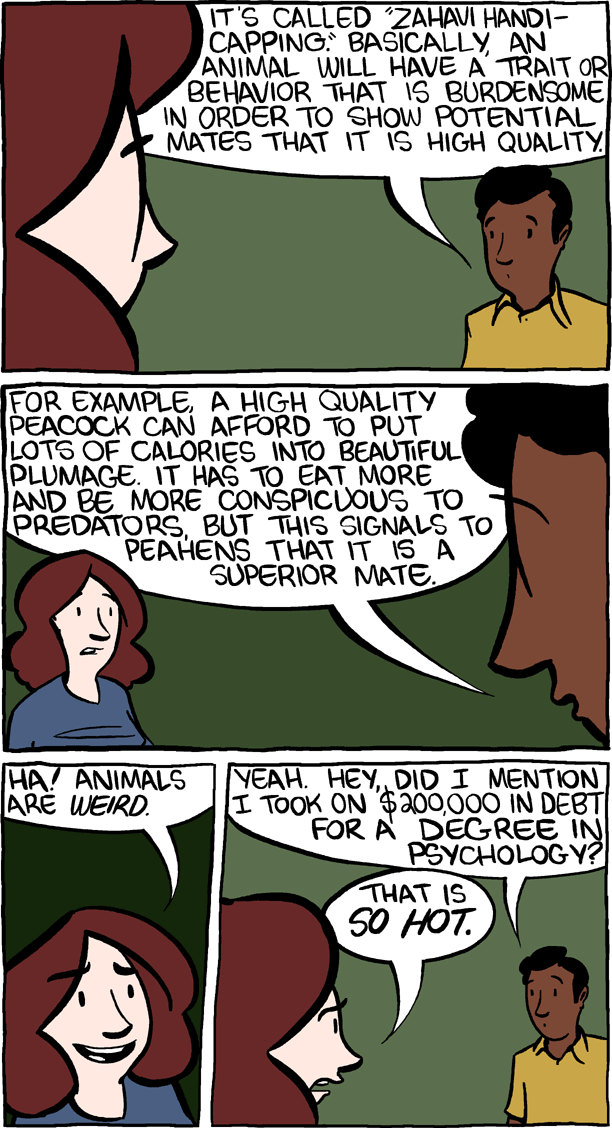 IT'S CALLED "ZAHAVI HANDI-
CAPPING." BASICALLY, AN
ANIMAL WILL HAVE A TRAIT OR
BEHAVIOR THAT IS BURDENSOME
IN ORDER TO SHOW POTENTIAL
MATES THAT IT IS HIGH QUALITY.
FOR EXAMPLE, A HIGH QUALITY
PEACOCK CAN AFFORD TO PUT
LOTS OF CALORIES INTO BEAUTIFUL
PLUMAGE. IT HAS TO EAT MORE
AND BE MORE CONSPICUOUS TO
PREDATORS, BUT THIS SIGNALS TO
PEAHENS THAT IT IS A
SUPERIOR MATE.
HA! ANIMALS
ARE WEIRD.
YEAH. HEY, DID I MENTION
I TOOK ON $200,000 IN DEBT
FOR A DEGREE IN
PSYCHOLOGY?
THAT IS
SO HOT.